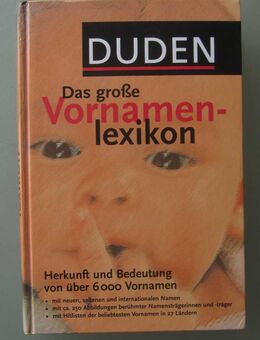 DUDEN
Das große
Vornamen-
lexikon
Herkunft und Bedeutung
von über 6000 Vornamen
• mit neuen, seltenen und internationalen Namen
• mit ca. 250 Abbildungen berühmter Namensträgerinnen und -träger
• mit Hitlisten der beliebtesten Vornamen in 27 Ländern